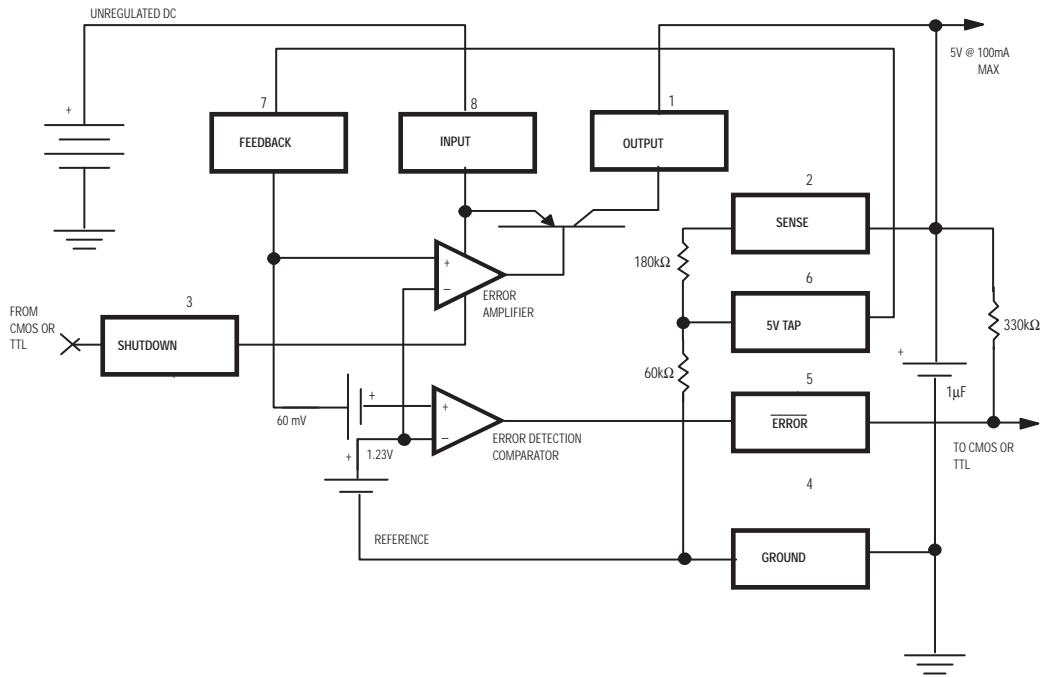 UNREGULATED DC
5V @ 100mA
MAX
7
8
1
FEEDBACK
INPUT
OUTPUT
+
2
SENSE
180kΩ
+
−
ERROR
AMPLIFIER
6
5V TAP
FROM
CMOS OR
TTL
3
SHUTDOWN
330kΩ
+
1µF
60kΩ
5
ERROR
60 mV
+
+
−
ERROR DETECTION
COMPARATOR
+
1.23V
TO CMOS OR
TTL
4
REFERENCE
GROUND